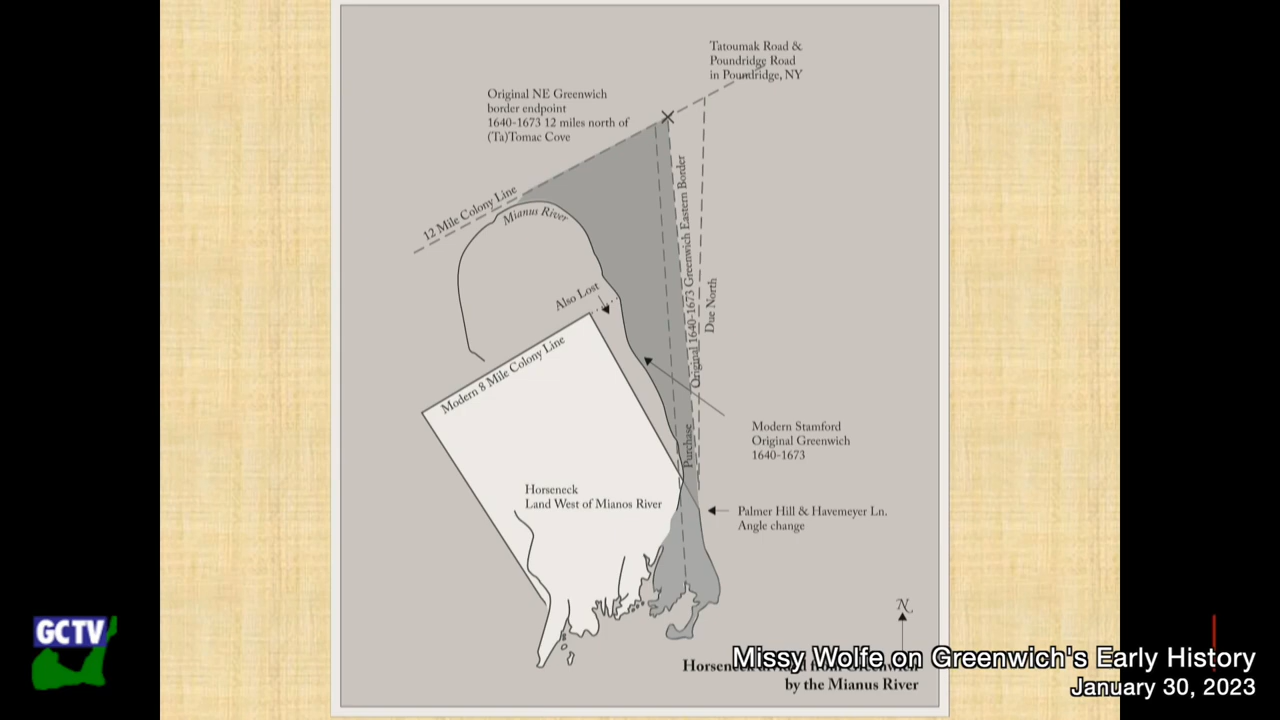 Tatoumak Road &
Poundridge Road
in Poundridge, NY
Original NE Greenwich
border endpoint
1640-1673 12 miles north of
(Ta)Tomac Cove
12 Mile Colony Line
Mianus River
Also Lost
Modern 8 Mile Colony Line
Purchase
Original 1640-1673 Greenwich Eastern Border
Due North
Modern Stamford
Original Greenwich
1640-1673
Horseneck
Land West of Mianos River
Palmer Hill & Havemeyer Ln.
Angle change
N
Horseneck
by the Mianus River
GCTV
Missy Wolfe on Greenwich's Early History
January 30, 2023